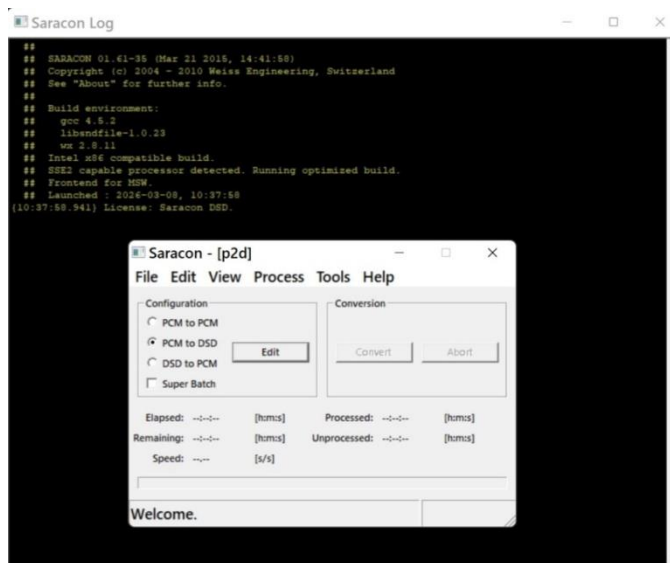 Saracon Log
##
## SARACON 01.61-35 (Mar 21 2015, 14:41:58)
## Copyright (c) 2004 - 2010 Weiss Engineering, Switzerland
## See "About" for further info.
##
## Build environment:
## gcc 4.5.2
## libsndfile-1.0.23
## wx 2.8.11
## Intel x86 compatible build.
## SSE2 capable processor detected. Running optimized build.
## Frontend for MSW.
## Launched : 2026-03-08, 10:37:58
(10:37:58.941) License: Saracon DSD.
Saracon - [p2d]
File Edit View Process Tools Help
Configuration
PCM to PCM
PCM to DSD
DSD to PCM
Super Batch
Edit
Conversion
Convert Abort
Elapsed: --:--:-- [h:m:s] Processed: --:--:-- [h:m:s]
Remaining: --:--:-- [h:m:s] Unprocessed: --:--:-- [h:m:s]
Speed: --.-- [s/s]
Welcome.